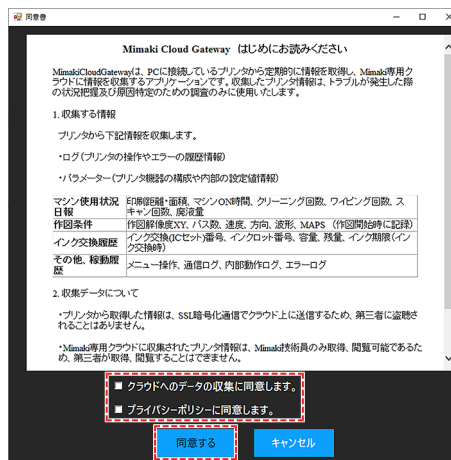 同意書
Mimaki Cloud Gateway はじめにお読みください
MimakiCloudGatewayは、PCに接続しているプリンタから定期的に情報を取得し、Mimaki専用ク
ラウドに情報を収集するアプリケーションです。収集したプリンタ情報は、トラブルが発生した際
の状況把握及び原因特定のための調査のみに使用いたします。
1. 収集する情報
プリンタから下記情報を収集します。
・ログ(プリンタの操作やエラーの履歴情報)
・パラメーター(プリンタ機器の構成や内部の設定値情報)
マシン使用状況 印刷距離・面積、マシンON時間、クリーニング回数、ワイピング回数、ス
日報 キャン回数、廃液量
作図条件 作図解像度XY、パス数、速度、方向、波形、MAPS (作図開始時に記録)
インク交換履歴 インク交換(ICセット)番号、インクロット番号、容量、残量、インク期限(イン
ク交換時)
その他、稼動履 メニュー操作、通信ログ、内部動作ログ、エラーログ
歴
2. 収集データについて
・プリンタから取得した情報は、SSL暗号化通信でクラウド上に送信するため、第三者に盗聴さ
れることはありません。
・Mimaki専用クラウドに収集されたプリンタ情報は、Mimaki技術員のみ取得、閲覧可能であるた
め、第三者が取得、閲覧することはできません。
クラウドへのデータの収集に同意します。
プライバシーポリシーに同意します。
同意する
キャンセル